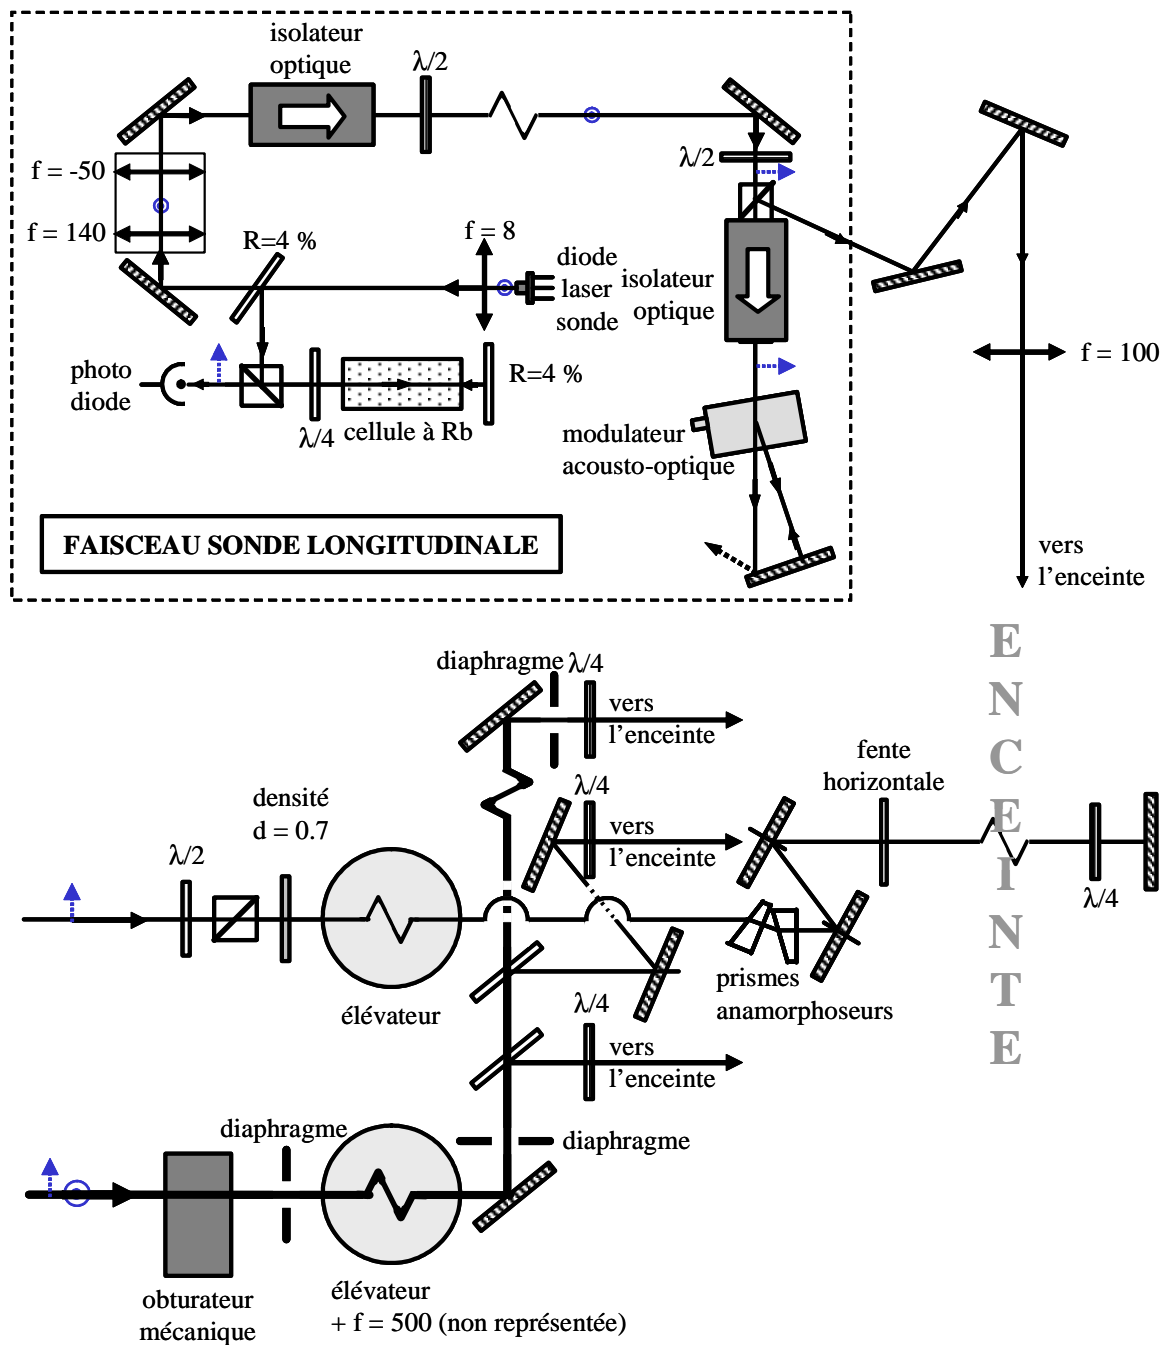 isolateur
optique
λ/2
f = -50
f = 140
R=4 %
f = 8
diode
laser
sonde
λ/2
isolateur
optique
photo
diode
λ/4
cellule à Rb
R=4 %
f = 100
modulateur
acousto-optique
FAISCEAU SONDE LONGITUDINALE
vers
l’enceinte
ENCEINTE
diaphragme
λ/4
vers
l’enceinte
fente
horizontale
densité
d = 0.7
λ/2
λ/4
vers
l’enceinte
λ/4
élévateur
prismes
anamorphoseurs
λ/4
vers
l’enceinte
diaphragme
diaphragme
obturateur
mécanique
élévateur
+ f = 500 (non représentée)